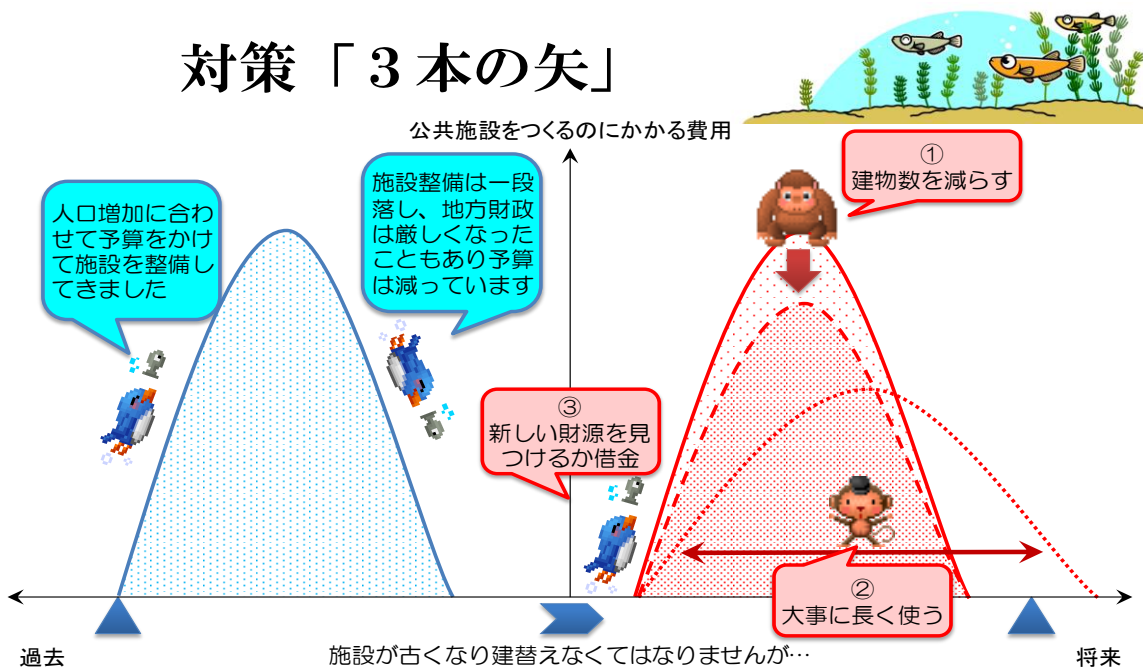 対策「３本の矢」
公共施設をつくるのにかかる費用
人口増加に合わ
せて予算をかけ
て施設を整備し
てきました
施設整備は一段
落し、地方財政
は厳しくなった
こともあり予算
は減っています
①
建物数を減らす
③
新しい財源を見
つけるか借金
②
大事に長く使う
過去
施設が古くなり建替えなくてはなりませんが…
将来